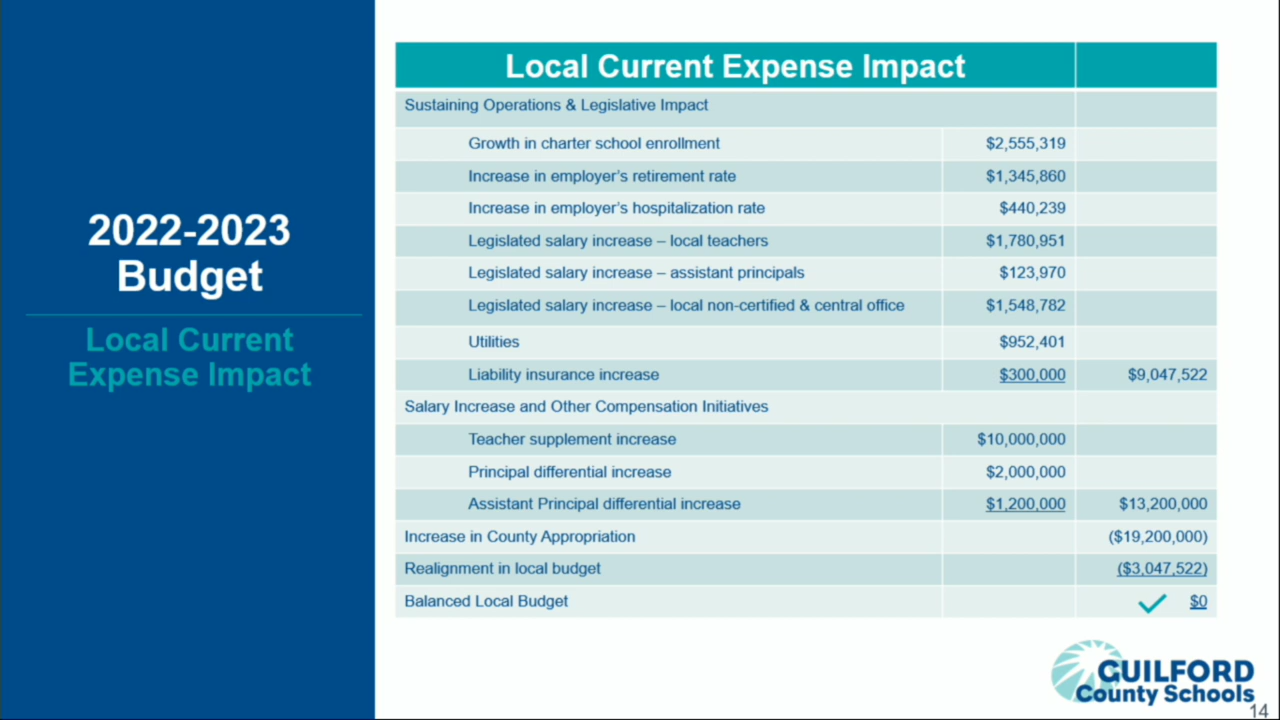 2022-2023
Budget
Local Current
Expense Impact
Local Current Expense Impact
Sustaining Operations & Legislative Impact
Growth in charter school enrollment $2,555,319
Increase in employer's retirement rate $1,345,860
Increase in employer's hospitalization rate $440,239
Legislated salary increase – local teachers $1,780,951
Legislated salary increase – assistant principals $123,970
Legislated salary increase – local non-certified & central office $1,548,782
Utilities $952,401
Liability insurance increase $300,000 $9,047,522
Salary Increase and Other Compensation Initiatives
Teacher supplement increase $10,000,000
Principal differential increase $2,000,000
Assistant Principal differential increase $1,200,000 $13,200,000
Increase in County Appropriation ($19,200,000)
Realignment in local budget ($3,047,522)
Balanced Local Budget $0
GUILFORD
County Schools
14